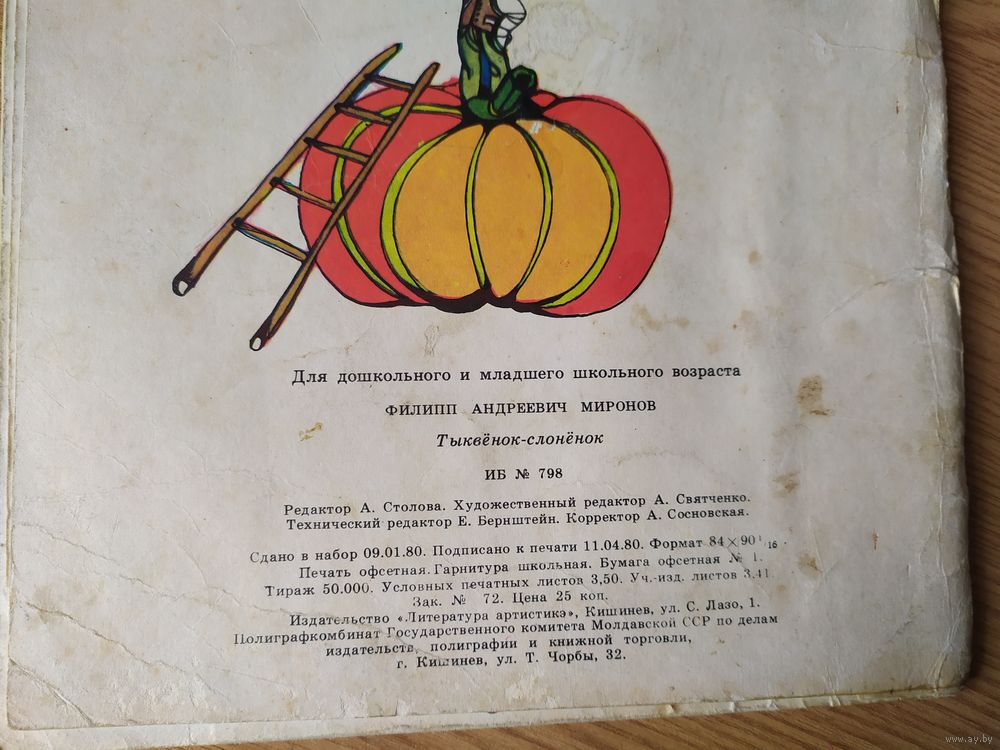 Для дошкольного и младшего школьного возраста
ФИЛИПП АНДРЕЕВИЧ МИРОНОВ
Тыквёнок-слонёнок
ИБ № 798
Редактор А. Столова. Художественный редактор А. Святченко.
Технический редактор Е. Бернштейн. Корректор А. Сосновская.
Сдано в набор 09.01.80. Подписано к печати 11.04.80. Формат 84×90 1/16.
Печать офсетная. Гарнитура школьная. Бумага офсетная № 1.
Тираж 50.000. Условных печатных листов 3,50. Уч.-изд. листов 3,41
Зак. № 72. Цена 25 коп.
Издательство «Литература артистикэ», Кишинев, ул. С. Лазо, 1.
Полиграфкомбинат Государственного комитета Молдавской ССР по делам
издательств, полиграфии и книжной торговли,
г. Кишинев, ул. Т. Чорбы, 32.
www.ay.by